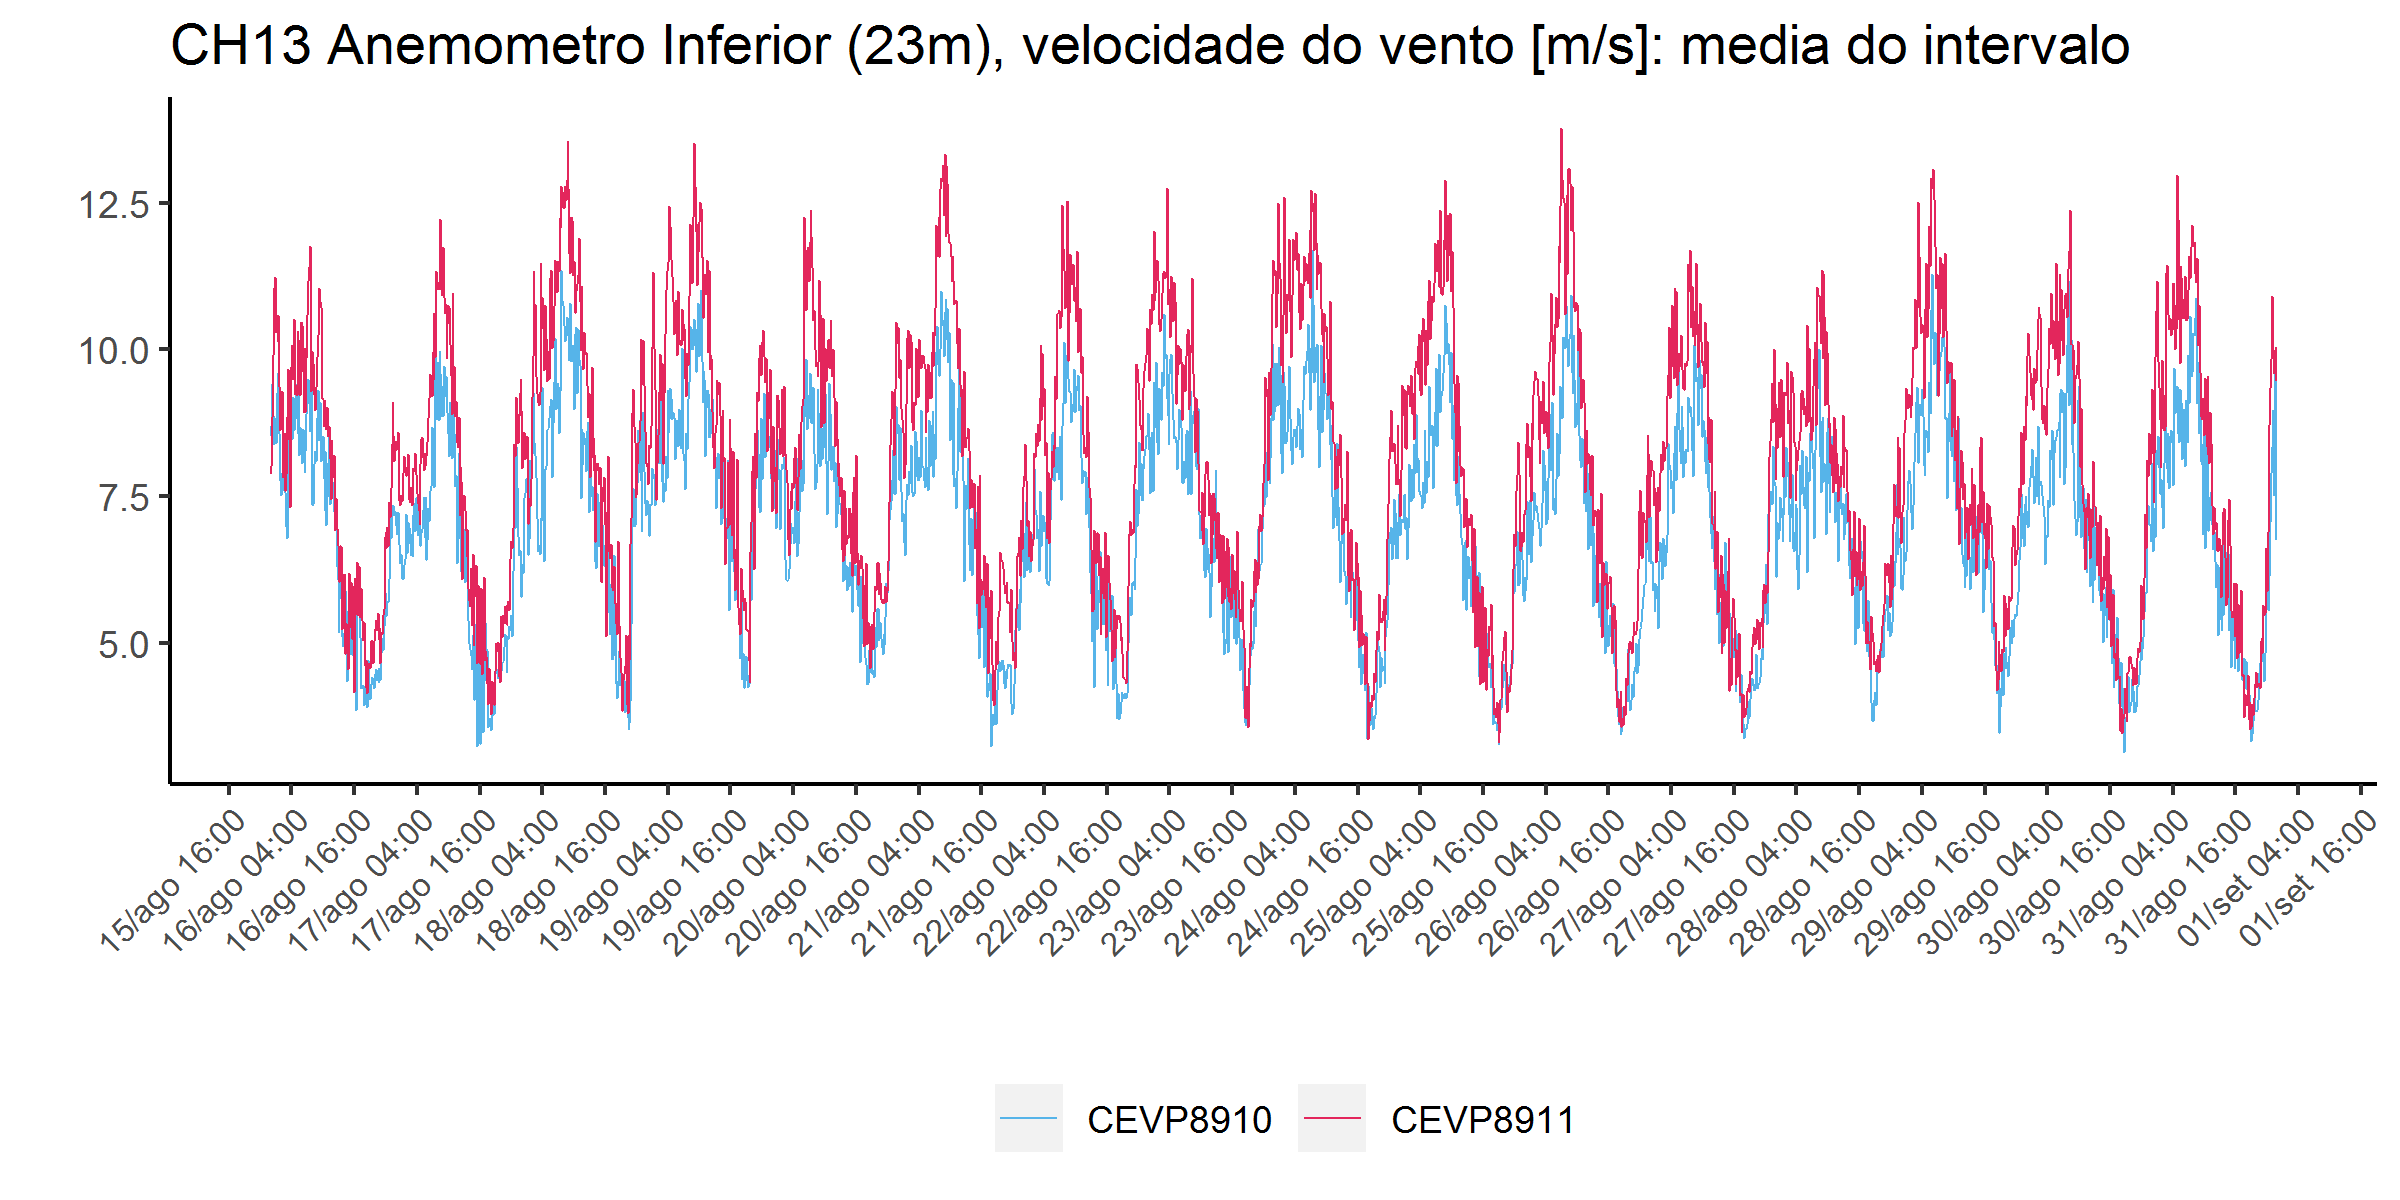 CH13 Anemometro Inferior (23m), velocidade do vento [m/s]: media do intervalo
12.5
10.0
7.5
5.0
15/ago 16:00
16/ago 04:00
16/ago 16:00
17/ago 04:00
17/ago 16:00
18/ago 04:00
18/ago 16:00
19/ago 04:00
19/ago 16:00
20/ago 04:00
20/ago 16:00
21/ago 04:00
21/ago 16:00
22/ago 04:00
22/ago 16:00
23/ago 04:00
23/ago 16:00
24/ago 04:00
24/ago 16:00
25/ago 04:00
25/ago 16:00
26/ago 04:00
26/ago 16:00
27/ago 04:00
27/ago 16:00
28/ago 04:00
28/ago 16:00
29/ago 04:00
29/ago 16:00
30/ago 04:00
30/ago 16:00
31/ago 04:00
31/ago 16:00
01/set 04:00
01/set 16:00
CEVP8910
CEVP8911